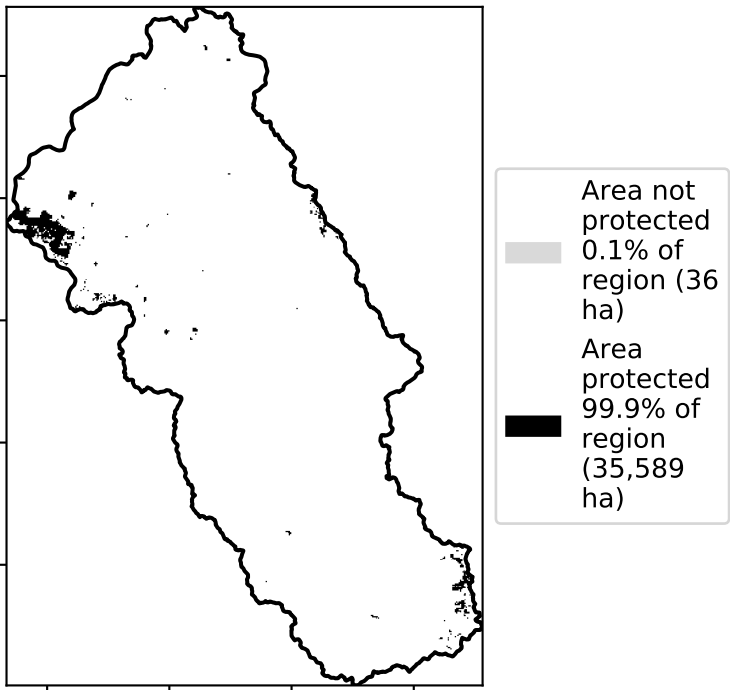 Area not
protected
0.1% of
region (36
ha)
Area
protected
99.9% of
region
(35,589
ha)